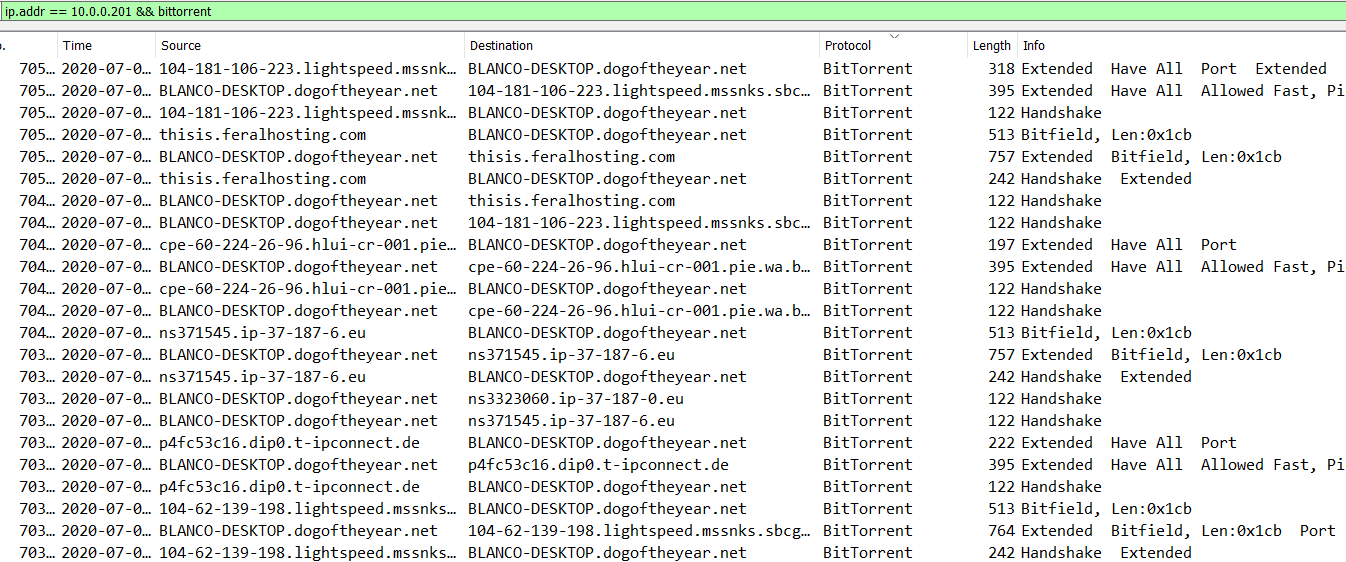 ip.addr == 10.0.0.201 && bittorrent
. Time Source Destination Protocol Length Info
705… 2020-07-0… 104-181-106-223.lightspeed.mssnk… BLANCO-DESKTOP.dogoftheyear.net BitTorrent 318 Extended Have All Port Extended
705… 2020-07-0… BLANCO-DESKTOP.dogoftheyear.net 104-181-106-223.lightspeed.mssnks.sbc… BitTorrent 395 Extended Have All Allowed Fast, Pi
705… 2020-07-0… 104-181-106-223.lightspeed.mssnk… BLANCO-DESKTOP.dogoftheyear.net BitTorrent 122 Handshake
705… 2020-07-0… thisis.feralhosting.com BLANCO-DESKTOP.dogoftheyear.net BitTorrent 513 Bitfield, Len:0x1cb
705… 2020-07-0… BLANCO-DESKTOP.dogoftheyear.net thisis.feralhosting.com BitTorrent 757 Extended Bitfield, Len:0x1cb
705… 2020-07-0… thisis.feralhosting.com BLANCO-DESKTOP.dogoftheyear.net BitTorrent 242 Handshake Extended
704… 2020-07-0… BLANCO-DESKTOP.dogoftheyear.net thisis.feralhosting.com BitTorrent 122 Handshake
704… 2020-07-0… BLANCO-DESKTOP.dogoftheyear.net 104-181-106-223.lightspeed.mssnks.sbc… BitTorrent 122 Handshake
704… 2020-07-0… cpe-60-224-26-96.hlui-cr-001.pie… BLANCO-DESKTOP.dogoftheyear.net BitTorrent 197 Extended Have All Port
704… 2020-07-0… BLANCO-DESKTOP.dogoftheyear.net cpe-60-224-26-96.hlui-cr-001.pie.wa.b… BitTorrent 395 Extended Have All Allowed Fast, Pi
704… 2020-07-0… cpe-60-224-26-96.hlui-cr-001.pie… BLANCO-DESKTOP.dogoftheyear.net BitTorrent 122 Handshake
704… 2020-07-0… BLANCO-DESKTOP.dogoftheyear.net cpe-60-224-26-96.hlui-cr-001.pie.wa.b… BitTorrent 122 Handshake
704… 2020-07-0… ns371545.ip-37-187-6.eu BLANCO-DESKTOP.dogoftheyear.net BitTorrent 513 Bitfield, Len:0x1cb
703… 2020-07-0… BLANCO-DESKTOP.dogoftheyear.net ns371545.ip-37-187-6.eu BitTorrent 757 Extended Bitfield, Len:0x1cb
703… 2020-07-0… ns371545.ip-37-187-6.eu BLANCO-DESKTOP.dogoftheyear.net BitTorrent 242 Handshake Extended
703… 2020-07-0… BLANCO-DESKTOP.dogoftheyear.net ns3323060.ip-37-187-0.eu BitTorrent 122 Handshake
703… 2020-07-0… BLANCO-DESKTOP.dogoftheyear.net ns371545.ip-37-187-6.eu BitTorrent 122 Handshake
703… 2020-07-0… p4fc53c16.dip0.t-ipconnect.de BLANCO-DESKTOP.dogoftheyear.net BitTorrent 222 Extended Have All Port
703… 2020-07-0… BLANCO-DESKTOP.dogoftheyear.net p4fc53c16.dip0.t-ipconnect.de BitTorrent 395 Extended Have All Allowed Fast, Pi
703… 2020-07-0… p4fc53c16.dip0.t-ipconnect.de BLANCO-DESKTOP.dogoftheyear.net BitTorrent 122 Handshake
703… 2020-07-0… 104-62-139-198.lightspeed.mssnks… BLANCO-DESKTOP.dogoftheyear.net BitTorrent 513 Bitfield, Len:0x1cb
703… 2020-07-0… BLANCO-DESKTOP.dogoftheyear.net 104-62-139-198.lightspeed.mssnks.sbcg… BitTorrent 764 Extended Bitfield, Len:0x1cb Port
703… 2020-07-0… 104-62-139-198.lightspeed.mssnks… BLANCO-DESKTOP.dogoftheyear.net BitTorrent 242 Handshake Extended